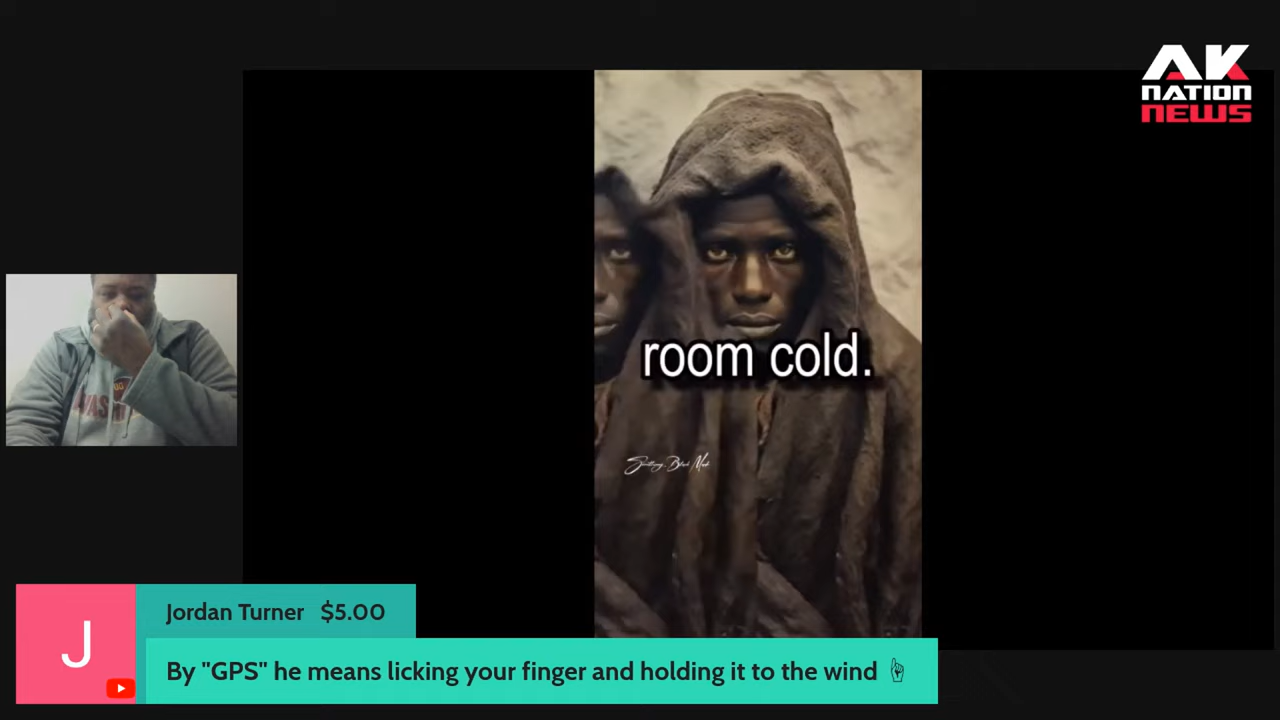 AK
NATION
NEWS
room cold.
J
Jordan Turner $5.00
By "GPS" he means licking your finger and holding it to the wind ☝